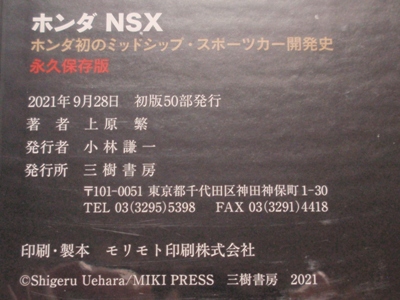 ホンダ NSX
ホンダ初のミッドシップ・スポーツカー開発史
永久保存版
2021年9月28日 初版50部発行
著 者 上原 繁
発行者 小林謙一
発行所 三樹書房
〒101-0051 東京都千代田区神田神保町1-30
TEL 03(3295)5398 FAX 03(3291)4418
印刷・製本 モリモト印刷株式会社
©Shigeru Uehara/MIKI PRESS 三樹書房 2021